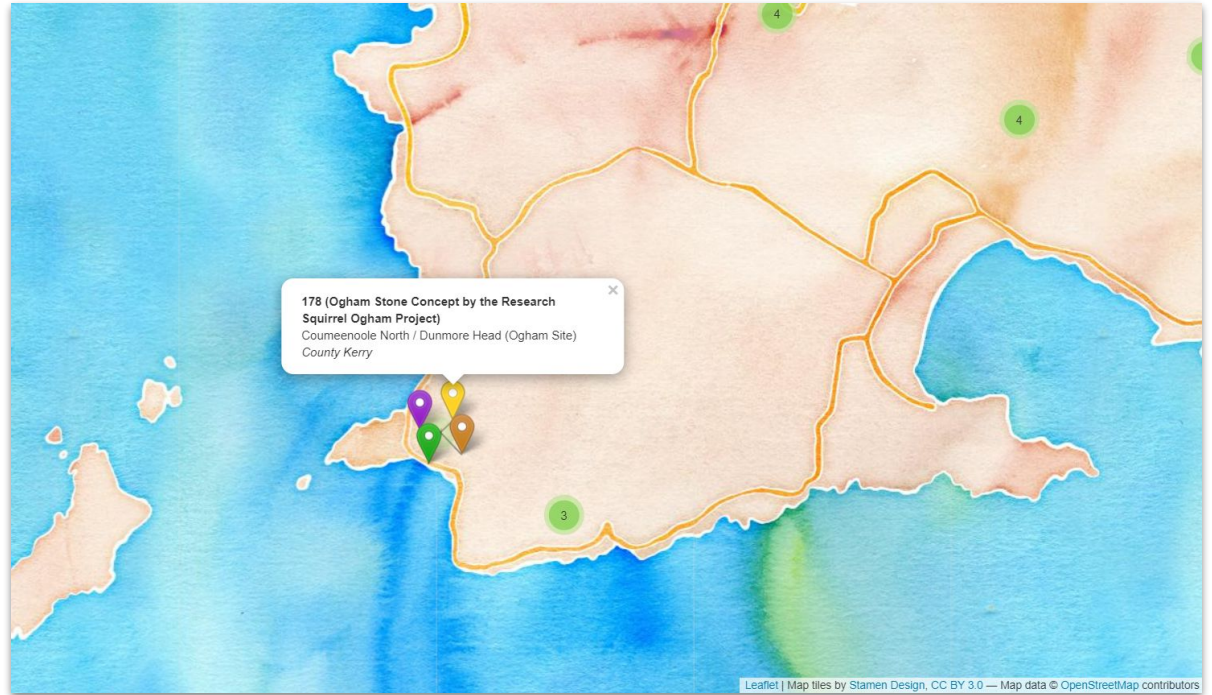 4
4
178 (Ogham Stone Concept by the Research
Squirrel Ogham Project)
×
Coumeenoole North / Dunmore Head (Ogham Site)
County Kerry
3
Leaflet | Map tiles by Stamen Design, CC BY 3.0 — Map data © OpenStreetMap contributors